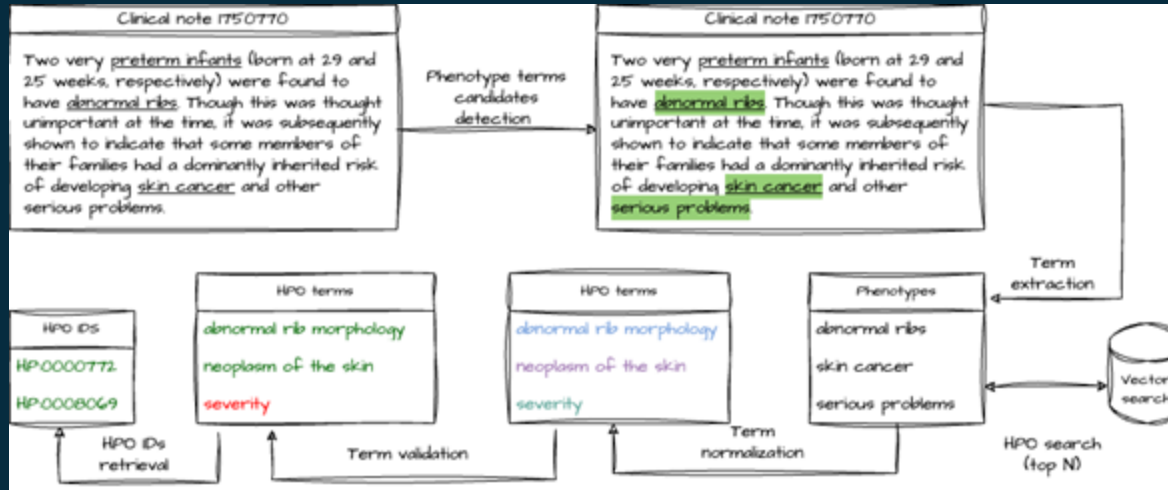 Clinical note 1750770
Two very preterm infants (born at 29 and
25 weeks, respectively) were found to
have abnormal ribs. Though this was thought
unimportant at the time, it was subsequently
shown to indicate that some members of
their families had a dominantly inherited risk
of developing skin cancer and other
serious problems.
Phenotype terms
candidates
detection
Clinical note 1750770
Two very preterm infants (born at 29 and
25 weeks, respectively) were found to
have abnormal ribs. Though this was thought
unimportant at the time, it was subsequently
shown to indicate that some members of
their families had a dominantly inherited risk
of developing skin cancer and other
serious problems.
Term
extraction
Phenotypes
abnormal ribs
skin cancer
serious problems
Vector
search
HPO search
(top N)
Term
normalization
HPO terms
abnormal rib morphology
neoplasm of the skin
severity
Term validation
HPO terms
abnormal rib morphology
neoplasm of the skin
severity
HPO IDs
retrieval
HPO IDS
HP:0000772
HP:0008069